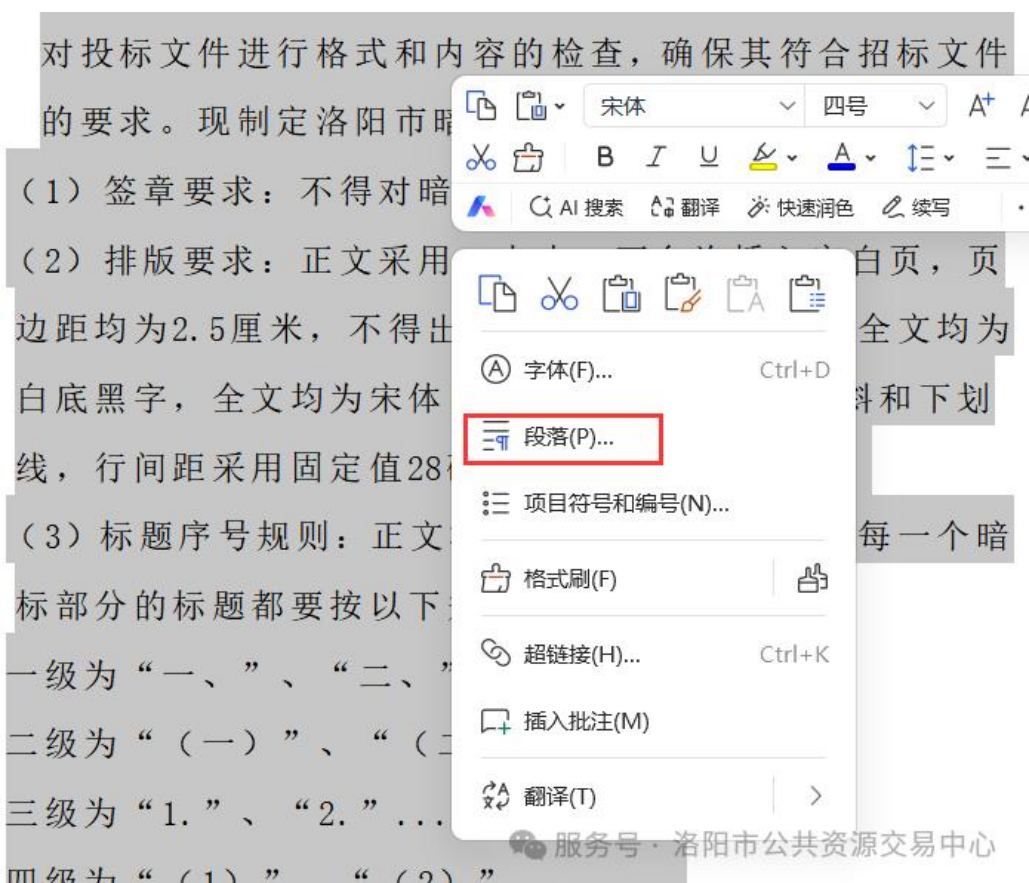 对投标文件进行格式和内容的检查，确保其符合招标文件
的要求。现制定洛阳市暗
（1）签章要求：不得对暗
（2）排版要求：正文采用
白页，页
边距均为2.5厘米，不得出
全文均为
白底黑字，全文均为宋体
和下划
线，行间距采用固定值28
（3）标题序号规则：正文
每一个暗
标部分的标题都要按以下
一级为“一、”、“二、”
二级为“（一）”、“（二
三级为“1.”、“2.”...
四级为“（1）”、“（2）”
宋体 四号 A+
B I U A
AI 搜索 翻译 快速润色 续写
字体(F)... Ctrl+D
段落(P)...
项目符号和编号(N)...
格式刷(F)
超链接(H)... Ctrl+K
插入批注(M)
翻译(T)
服务号 · 洛阳市公共资源交易中心